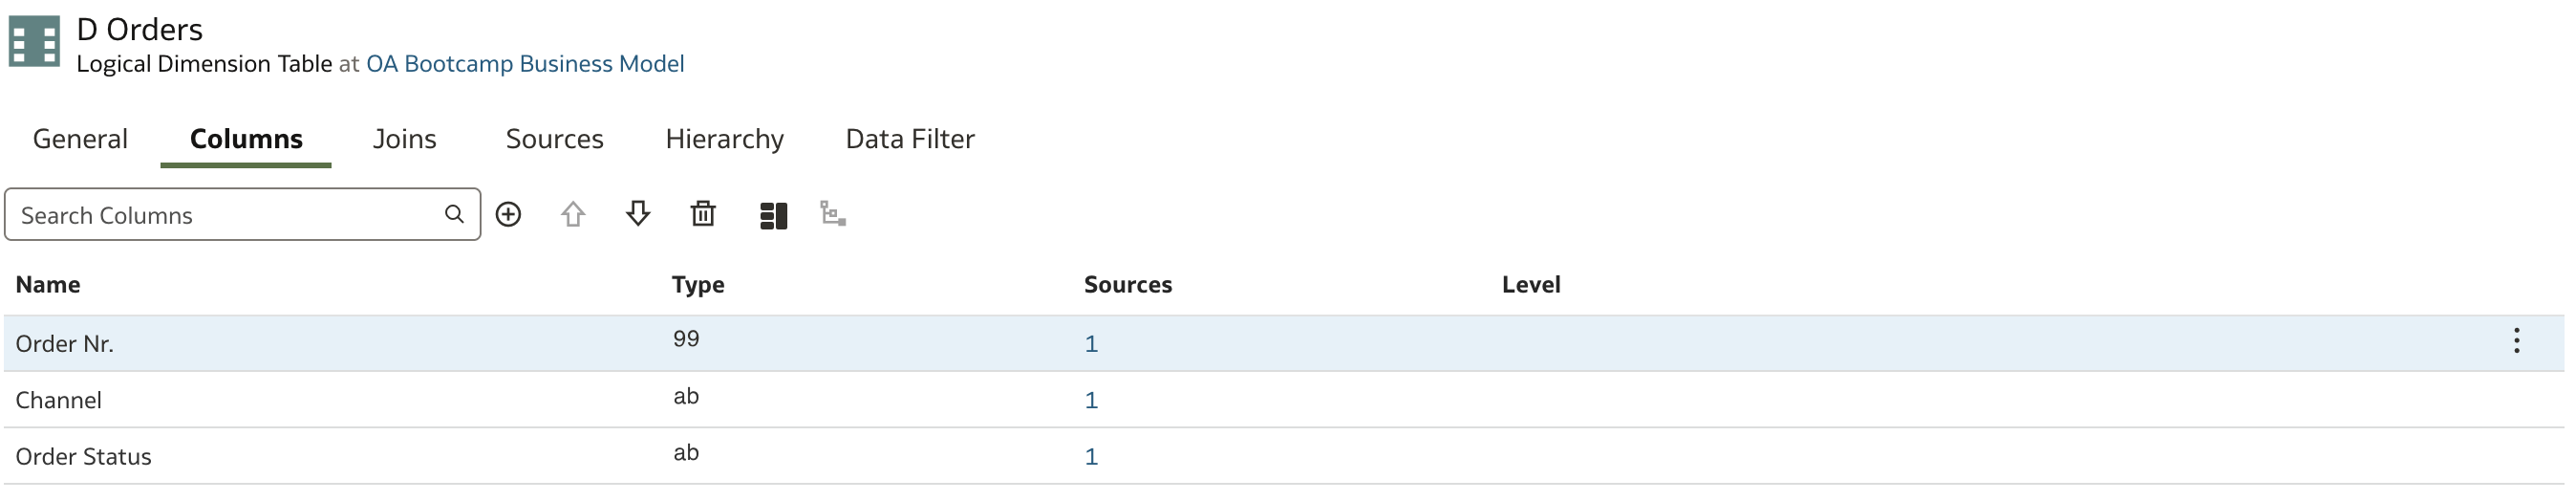 D Orders
Logical Dimension Table at OA Bootcamp Business Model
General Columns Joins Sources Hierarchy Data Filter
Search Columns
Name Type Sources Level
Order Nr. 99 1
Channel ab 1
Order Status ab 1